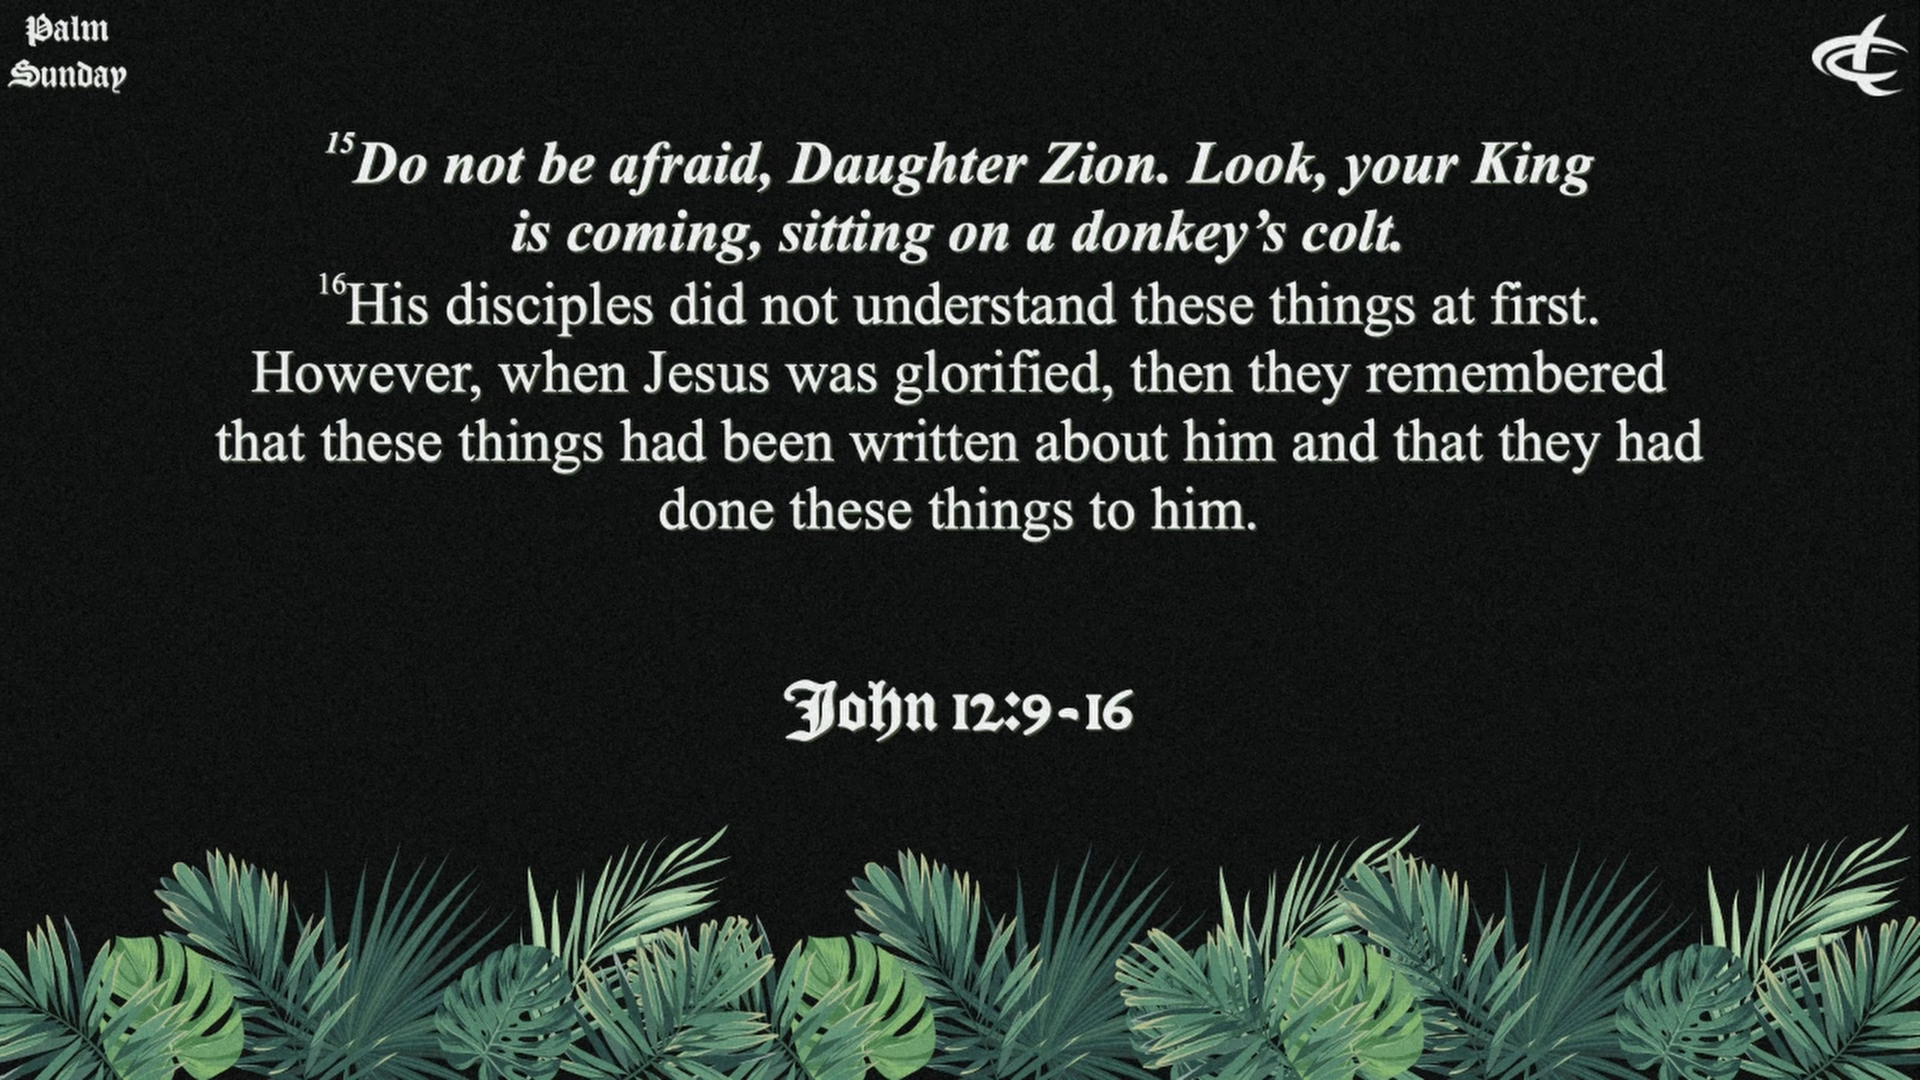 Palm
Sunday
15Do not be afraid, Daughter Zion. Look, your King
is coming, sitting on a donkey’s colt.
16His disciples did not understand these things at first.
However, when Jesus was glorified, then they remembered
that these things had been written about him and that they had
done these things to him.
John 12:9-16